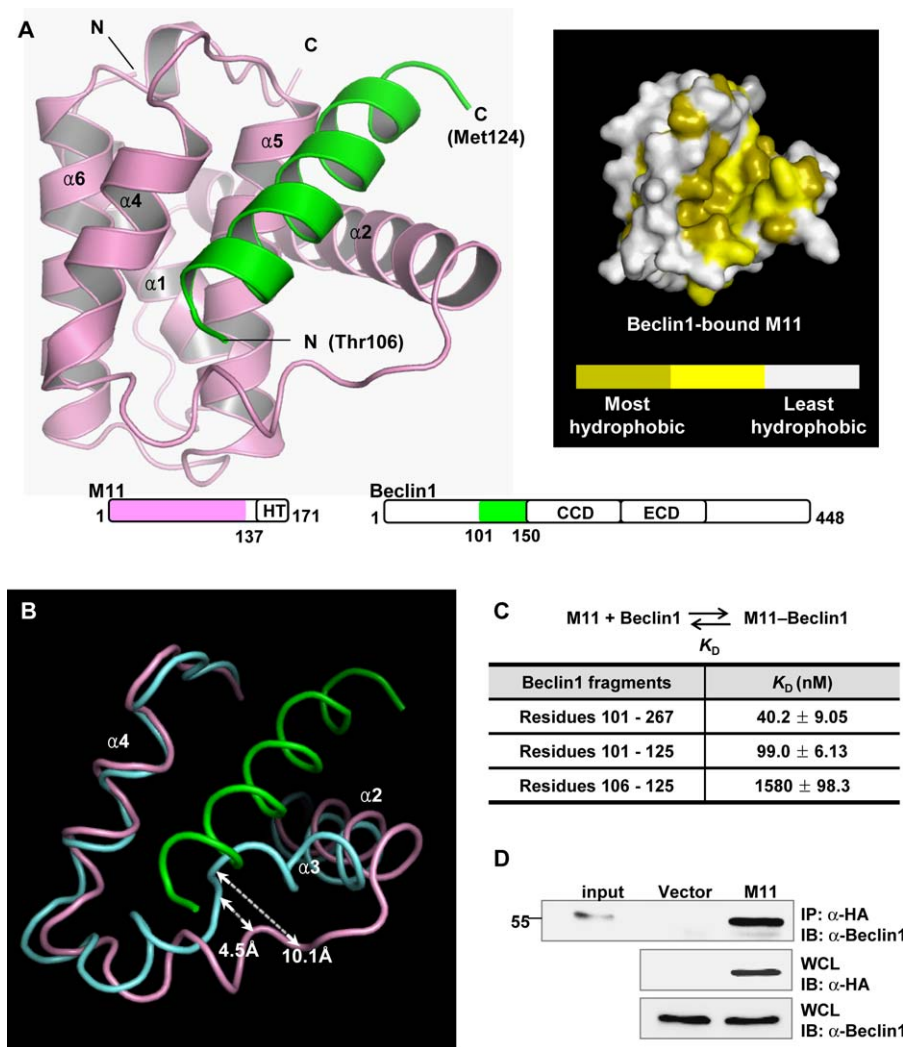 A
N
C
C
(Met124)
α5
α6
α4
α2
α1
N (Thr106)
Beclin1-bound M11
Most hydrophobic
Least hydrophobic
M11
1
HT
171
137
Beclin1
1
CCD
ECD
448
101
150
B
α4
α2
α3
4.5Å
10.1Å
C
M11 + Beclin1 ⇌ M11–Beclin1
KD
Beclin1 fragments KD (nM)
Residues 101 - 267 40.2 ± 9.05
Residues 101 - 125 99.0 ± 6.13
Residues 106 - 125 1580 ± 98.3
D
input Vector M11
55
IP: α-HA
IB: α-Beclin1
WCL
IB: α-HA
WCL
IB: α-Beclin1